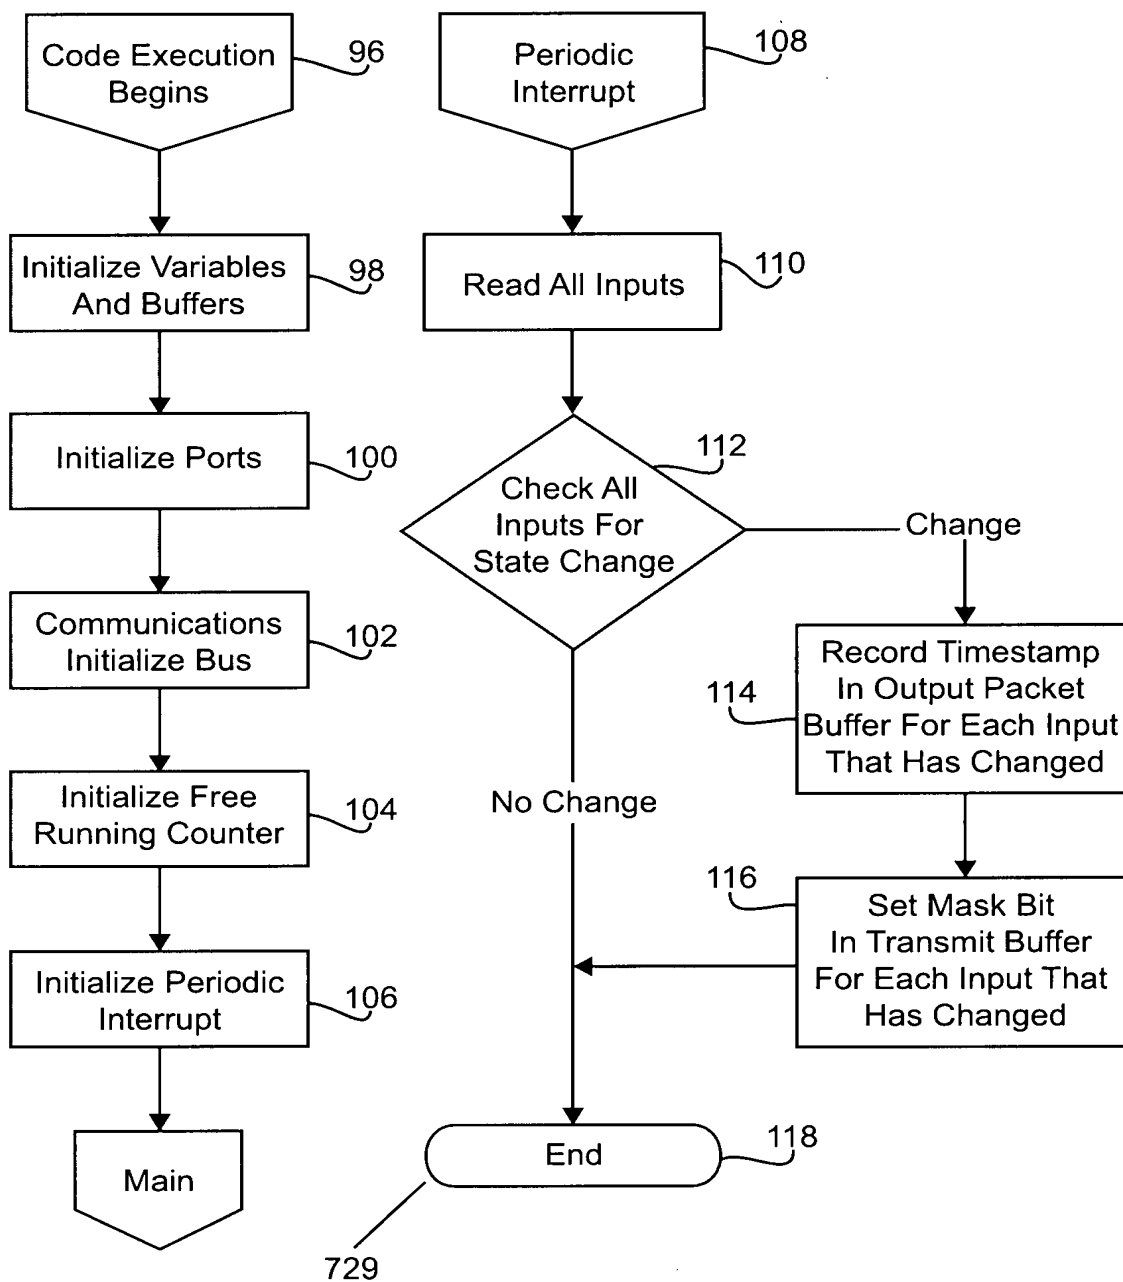 Code Execution
Begins
96
Initialize Variables
And Buffers
98
Initialize Ports
100
Communications
Initialize Bus
102
Initialize Free
Running Counter
104
Initialize Periodic
Interrupt
106
Main
Periodic
Interrupt
108
Read All Inputs
110
Check All
Inputs For
State Change
112
Change
No Change
Record Timestamp
In Output Packet
Buffer For Each Input
That Has Changed
114
Set Mask Bit
In Transmit Buffer
For Each Input That
Has Changed
116
End
118
729